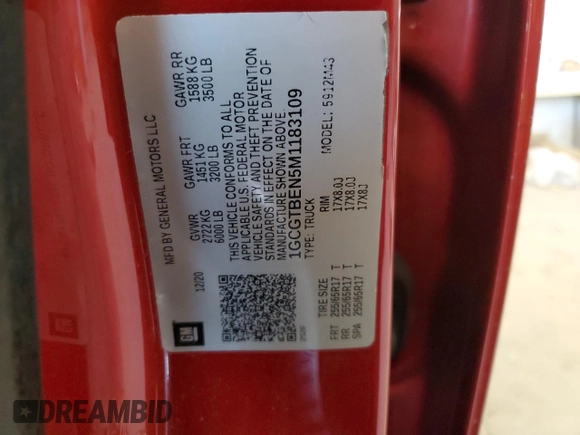 MFD BY GENERAL MOTORS LLC
12/20
GVWR
2722 KG
6000 LB
GAWR FRT
1451 KG
3200 LB
GAWR RR
1588 KG
3500 LB
THIS VEHICLE CONFORMS TO ALL
APPLICABLE U.S. FEDERAL MOTOR
VEHICLE SAFETY AND THEFT PREVENTION
STANDARDS IN EFFECT ON THE DATE OF
MANUFACTURE SHOWN ABOVE
1GCGTBEN5M1183109
TYPE: TRUCK
MODEL: 5912M43
TIRE SIZE RIM
FRT 255/65R17 T 17X8.0J
RR 255/65R17 T 17X8.0J
SPA 255/65R17 T 17X8J
GM
DREAMBID